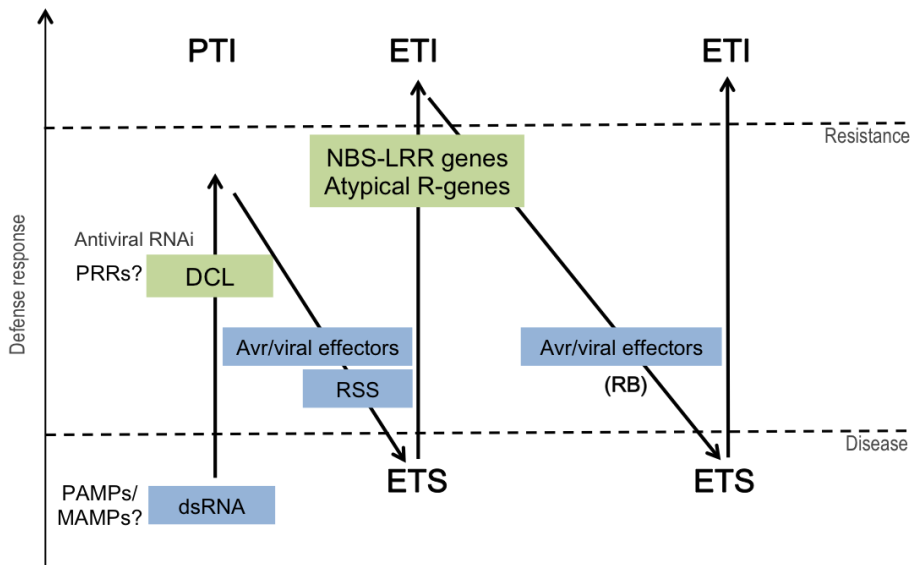 PTI
ETI
ETI
Resistance
NBS-LRR genes
Atypical R-genes
Antiviral RNAi
PRRs?
DCL
Defense response
Avr/viral effectors
RSS
Avr/viral effectors
(RB)
Disease
ETS
ETS
PAMPs/
MAMPs?
dsRNA